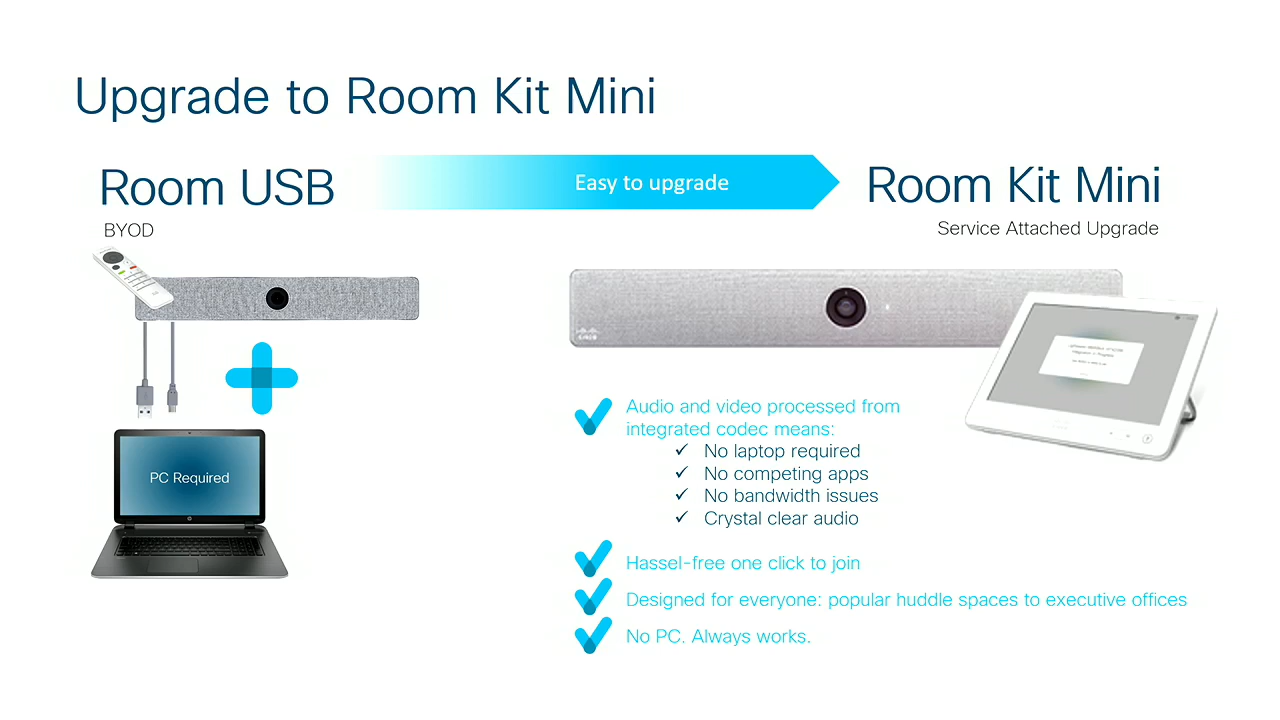 Upgrade to Room Kit Mini
Room USB
BYOD
Easy to upgrade
Room Kit Mini
Service Attached Upgrade
CISCO
PC Required
Audio and video processed from
integrated codec means:
✓ No laptop required
✓ No competing apps
✓ No bandwidth issues
✓ Crystal clear audio
Hassel-free one click to join
Designed for everyone: popular huddle spaces to executive offices
No PC. Always works.